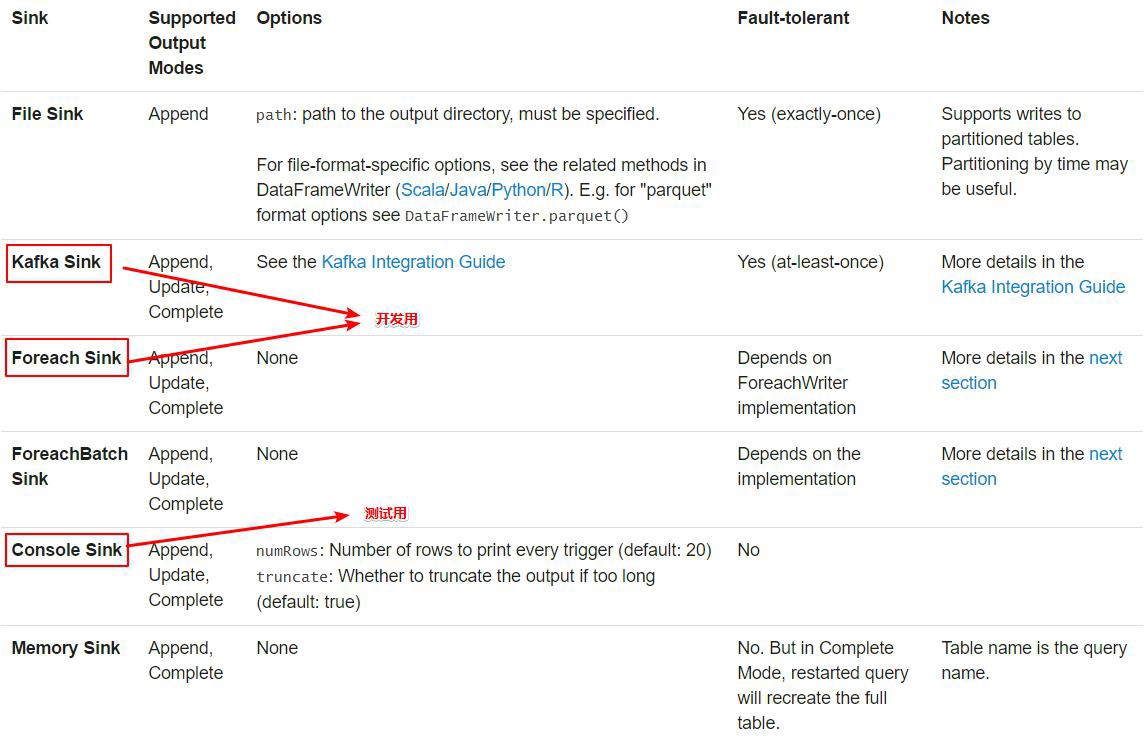 Sink
Supported
Output
Modes
Options
Fault-tolerant
Notes
File Sink
Append
path: path to the output directory, must be specified.
For file-format-specific options, see the related methods in
DataFrameWriter (Scala/Java/Python/R). E.g. for "parquet"
format options see DataFrameWriter.parquet()
Yes (exactly-once)
Supports writes to
partitioned tables.
Partitioning by time may
be useful.
Kafka Sink
Append,
Update,
Complete
See the Kafka Integration Guide
Yes (at-least-once)
More details in the
Kafka Integration Guide
开发用
Foreach Sink
Append,
Update,
Complete
None
Depends on
ForeachWriter
implementation
More details in the next
section
ForeachBatch
Sink
Append,
Update,
Complete
None
Depends on the
implementation
More details in the next
section
测试用
Console Sink
Append,
Update,
Complete
numRows: Number of rows to print every trigger (default: 20)
truncate: Whether to truncate the output if too long
(default: true)
No
Memory Sink
Append,
Complete
None
No. But in Complete
Mode, restarted query
will recreate the full
table.
Table name is the query
name.